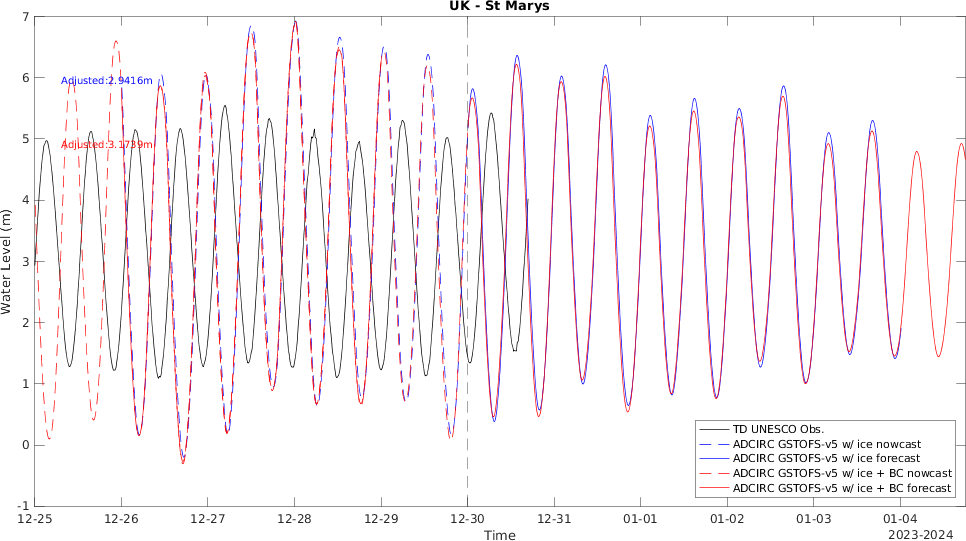 UK - St Marys
7
6
5
4
3
2
1
0
-1
Water Level (m)
Adjusted:2.9416m
Adjusted:3.1739m
TD UNESCO Obs.
ADCIRC GSTOFS-v5 w/ ice nowcast
ADCIRC GSTOFS-v5 w/ ice forecast
ADCIRC GSTOFS-v5 w/ ice + BC nowcast
ADCIRC GSTOFS-v5 w/ ice + BC forecast
12-25 12-26 12-27 12-28 12-29 12-30 12-31 01-01 01-02 01-03 01-04
Time
2023-2024